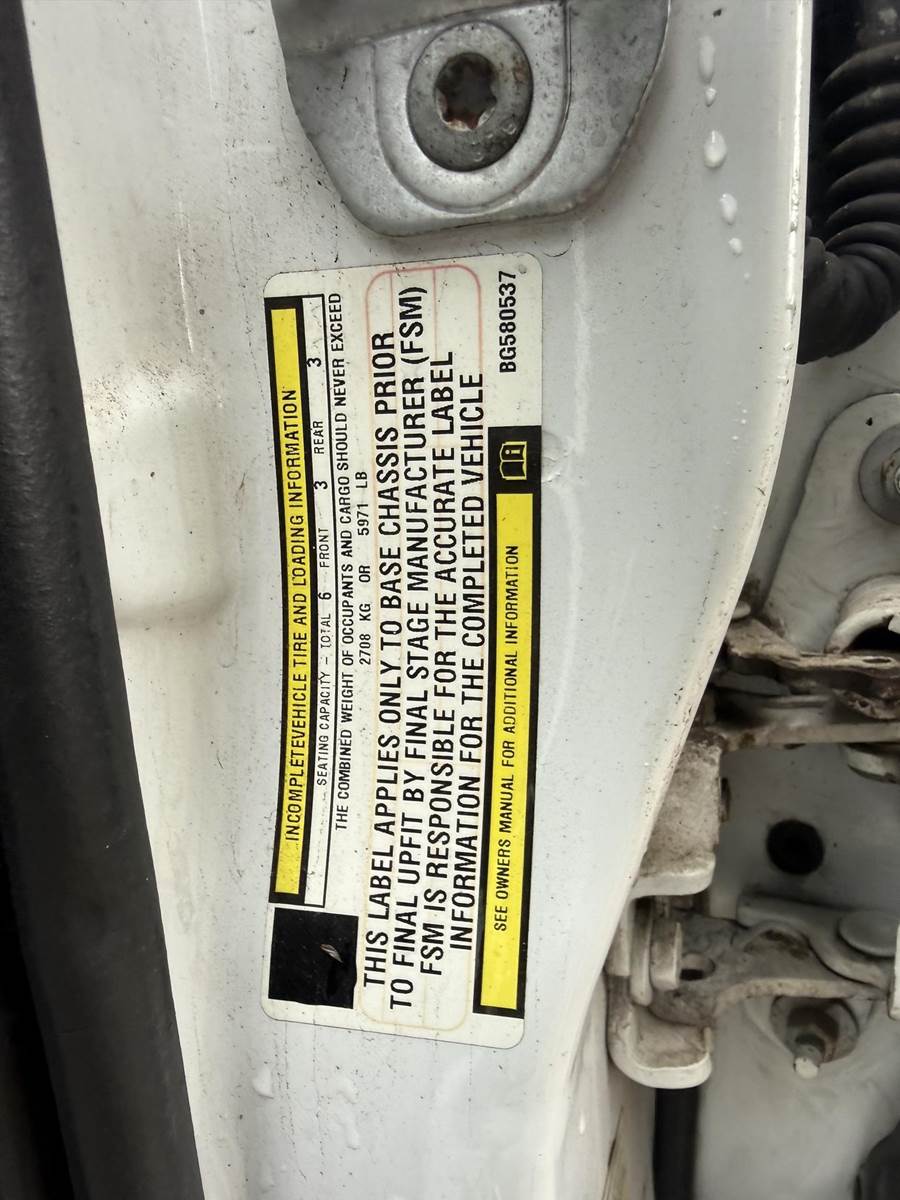 INCOMPLETEVEHICLE TIRE AND LOADING INFORMATION
SEATING CAPACITY - TOTAL 6 FRONT 3 REAR 3
THE COMBINED WEIGHT OF OCCUPANTS AND CARGO SHOULD NEVER EXCEED
2708 KG OR 5971 LB
THIS LABEL APPLIES ONLY TO BASE CHASSIS PRIOR
TO FINAL UPFIT BY FINAL STAGE MANUFACTURER (FSM)
FSM IS RESPONSIBLE FOR THE ACCURATE LABEL
INFORMATION FOR THE COMPLETED VEHICLE
SEE OWNERS MANUAL FOR ADDITIONAL INFORMATION
BG580537